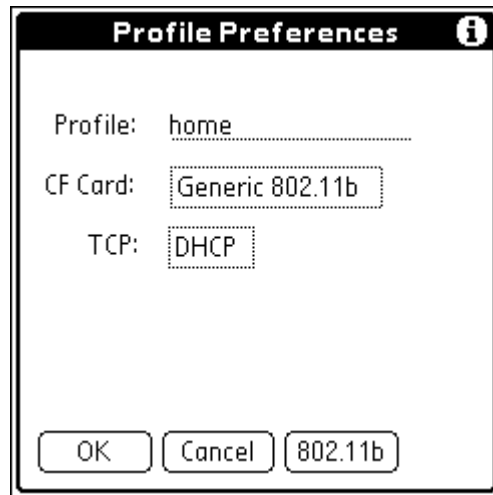 Profile Preferences i
Profile: home
CF Card: Generic 802.11b
TCP: DHCP
OK Cancel 802.11b